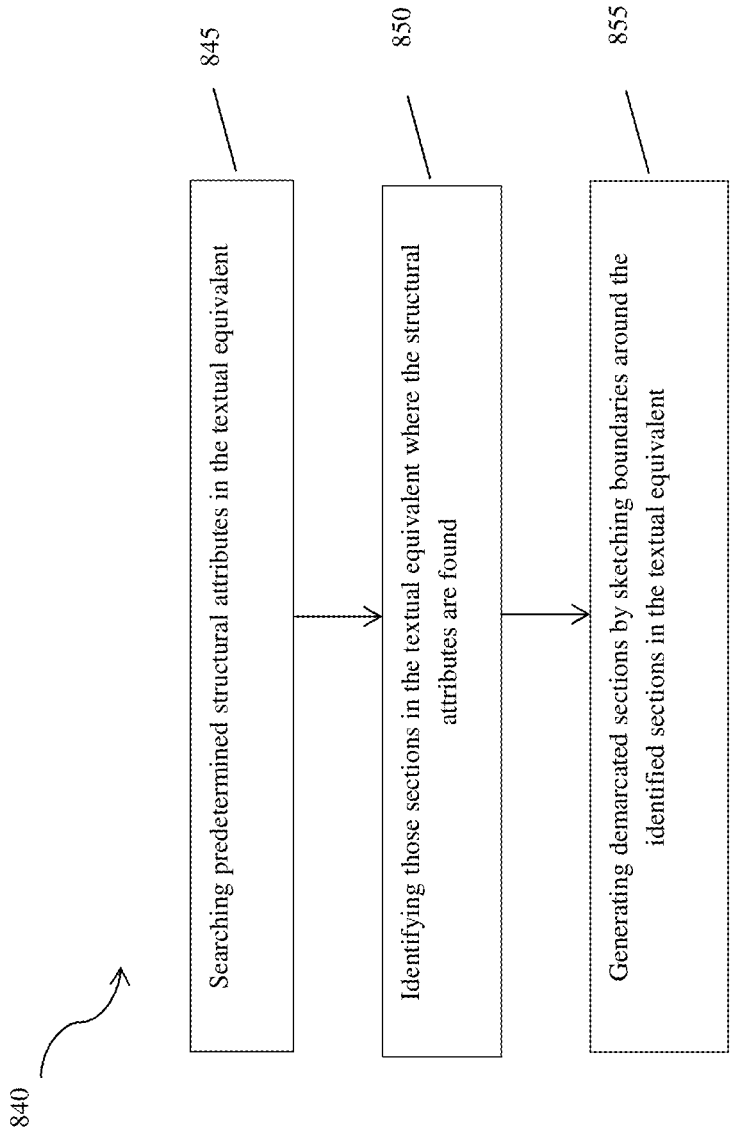 840
Searching predetermined structural attributes in the textual equivalent
845
Identifying those sections in the textual equivalent where the structural
attributes are found
850
Generating demarcated sections by sketching boundaries around the
identified sections in the textual equivalent
855